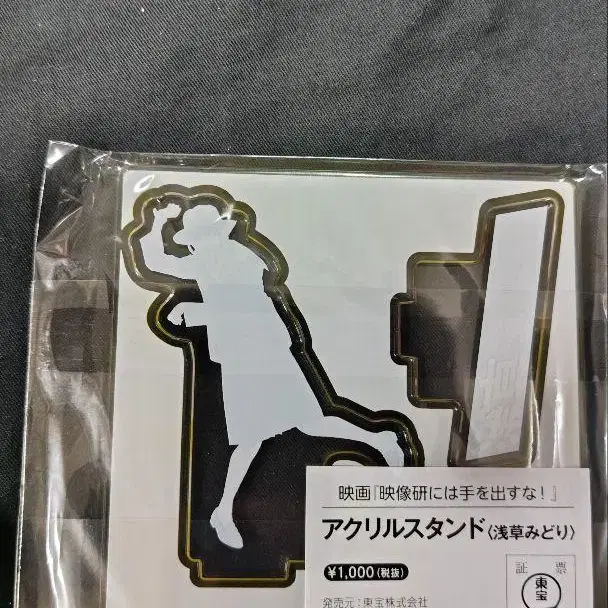 映画『映像研には手を出すな!』
アクリルスタンド〈浅草みどり〉
¥1,000(税抜)
発売元:東宝株式会社
証 票
東宝